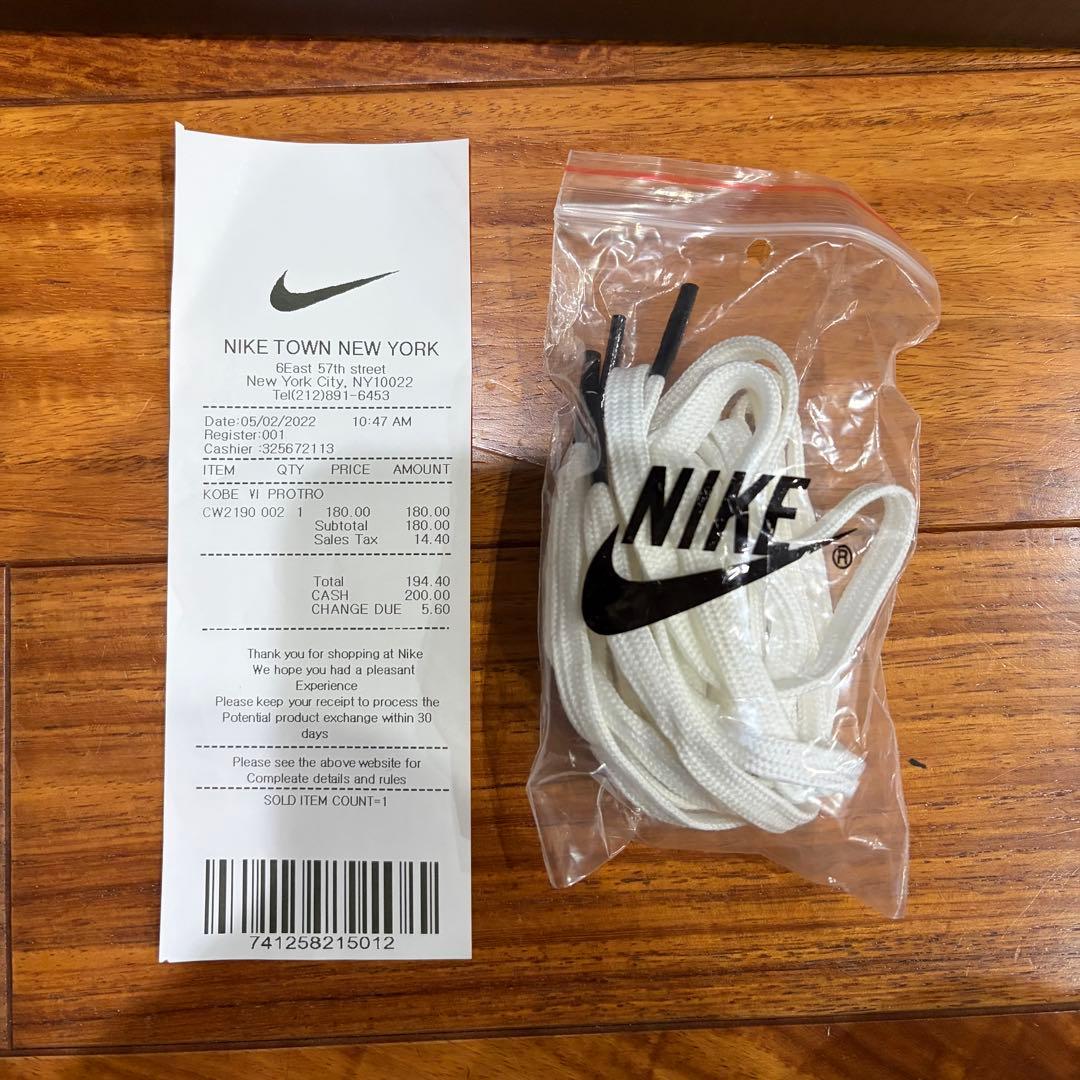 NIKE TOWN NEW YORK
6East 57th street
New York City, NY10022
Tel(212)891-6453
Date:05/02/2022 10:47 AM
Register:001
Cashier :325672113
ITEM QTY PRICE AMOUNT
KOBE VI PROTRO
CW2190 002 1 180.00 180.00
Subtotal 180.00
Sales Tax 14.40
Total 194.40
CASH 200.00
CHANGE DUE 5.60
Thank you for shopping at Nike
We hope you had a pleasant
Experience
Please keep your receipt to process the
Potential product exchange within 30
days
Please see the above website for
Compleate details and rules
SOLD ITEM COUNT=1
741258215012
NIKE
®